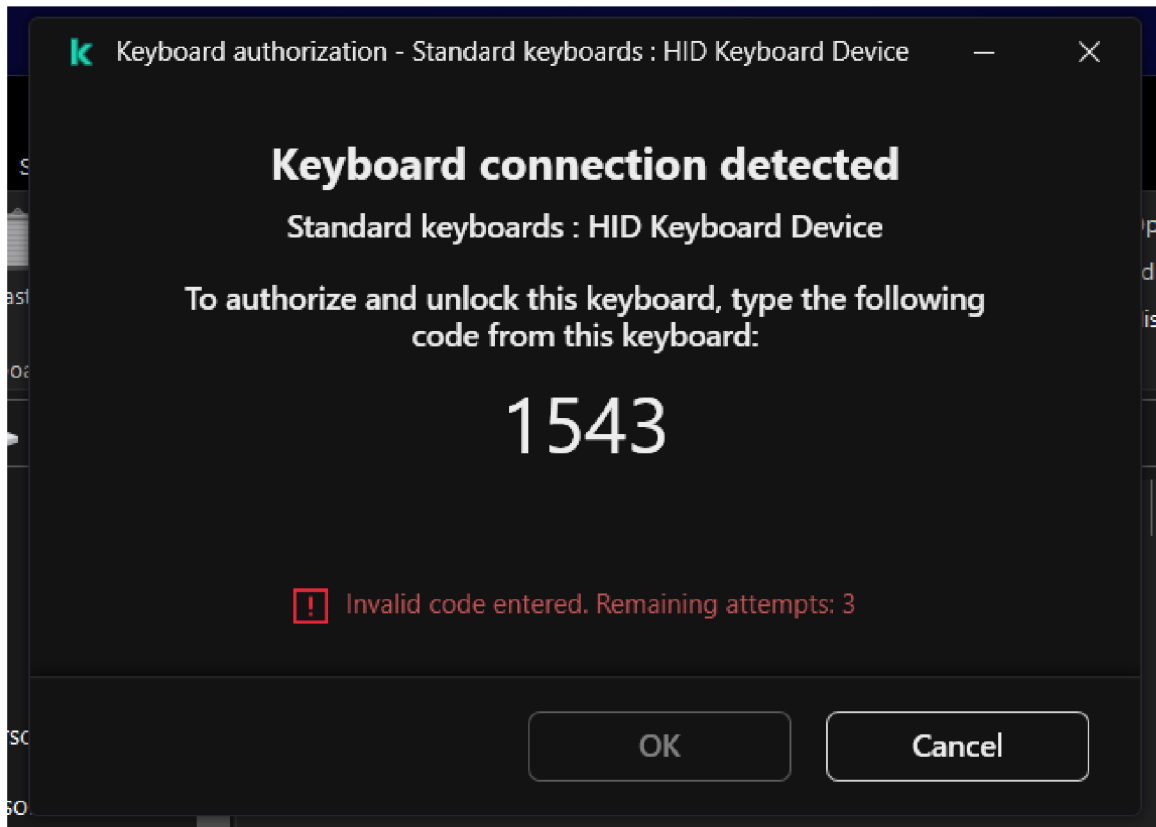 Keyboard authorization - Standard keyboards : HID Keyboard Device
Keyboard connection detected
Standard keyboards : HID Keyboard Device
To authorize and unlock this keyboard, type the following
code from this keyboard:
1543
Invalid code entered. Remaining attempts: 3
OK
Cancel